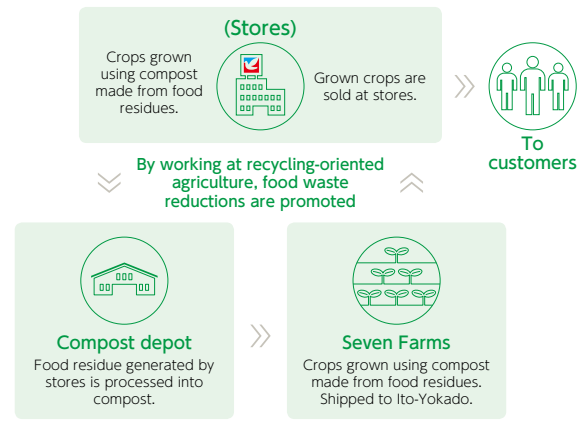 (Stores)
Crops grown
using compost
made from food
residues.
Grown crops are
sold at stores.
To
customers
By working at recycling-oriented
agriculture, food waste
reductions are promoted
Compost depot
Food residue generated by
stores is processed into
compost.
Seven Farms
Crops grown using compost
made from food residues.
Shipped to Ito-Yokado.